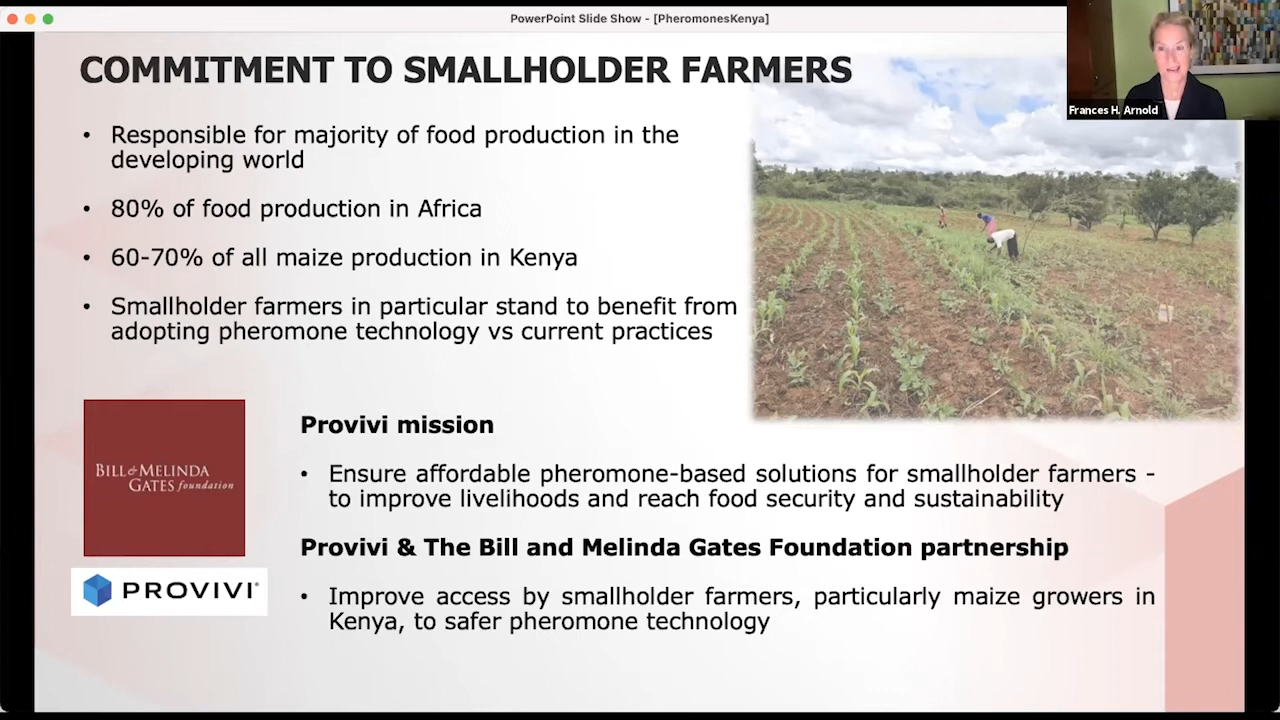 PowerPoint Slide Show - [PheromonesKenya]
COMMITMENT TO SMALLHOLDER FARMERS
Frances H. Arnold
• Responsible for majority of food production in the
developing world
• 80% of food production in Africa
• 60-70% of all maize production in Kenya
• Smallholder farmers in particular stand to benefit from
adopting pheromone technology vs current practices
BILL & MELINDA
GATES foundation
PROVIVI®
Provivi mission
• Ensure affordable pheromone-based solutions for smallholder farmers -
to improve livelihoods and reach food security and sustainability
Provivi & The Bill and Melinda Gates Foundation partnership
• Improve access by smallholder farmers, particularly maize growers in
Kenya, to safer pheromone technology